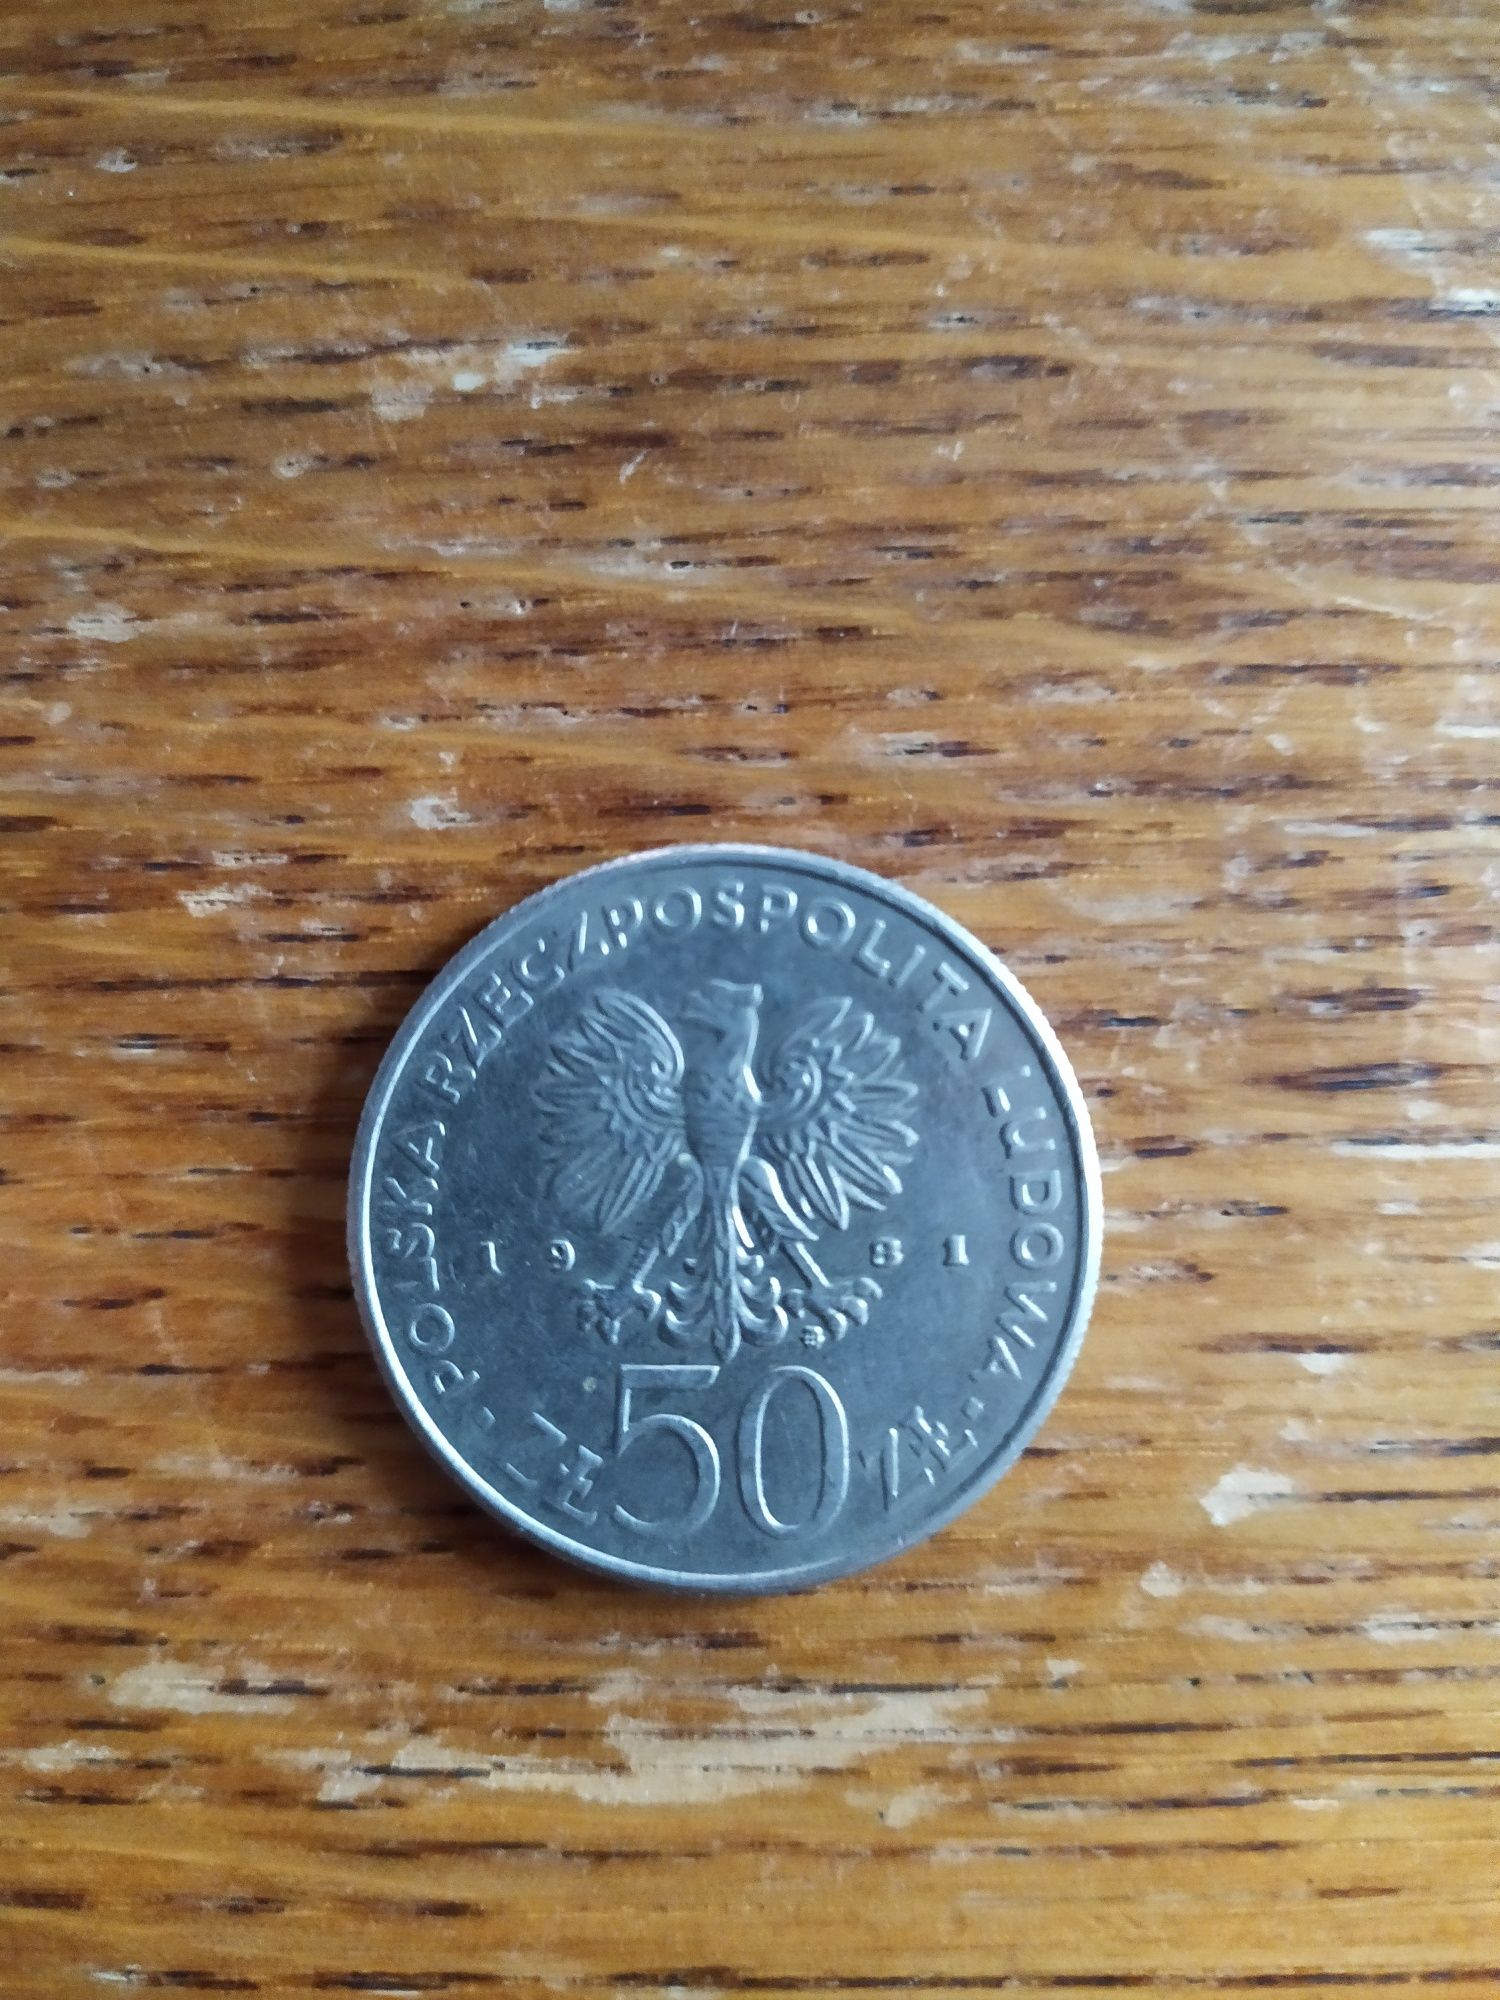 POLSKA RZECZPOSPOLITA LUDOWA
1981
ZŁ 50 ZŁ